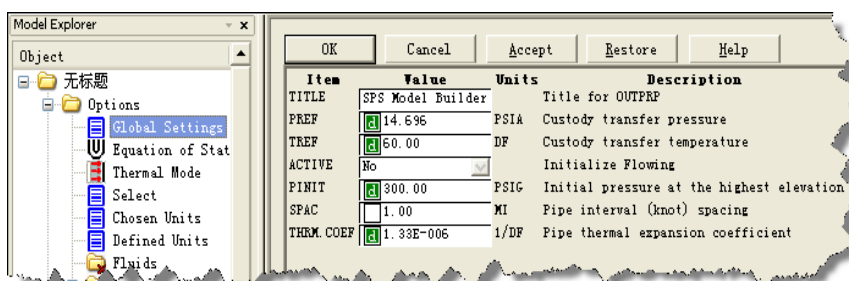 Model Explorer
Object
无标题
Options
Global Settings
Equation of Stat
Thermal Mode
Select
Chosen Units
Defined Units
Fluids
OK Cancel Accept Restore Help
Item Value Units Description
TITLE SPS Model Builder Title for OUTPRP
PREF d 14.696 PSIA Custody transfer pressure
TREF d 60.00 DF Custody transfer temperature
ACTIVE No Initialize Flowing
PINIT d 300.00 PSIG Initial pressure at the highest elevation
SPAC 1.00 MI Pipe interval (knot) spacing
THRM.COEF d 1.33E-006 1/DF Pipe thermal expansion coefficient